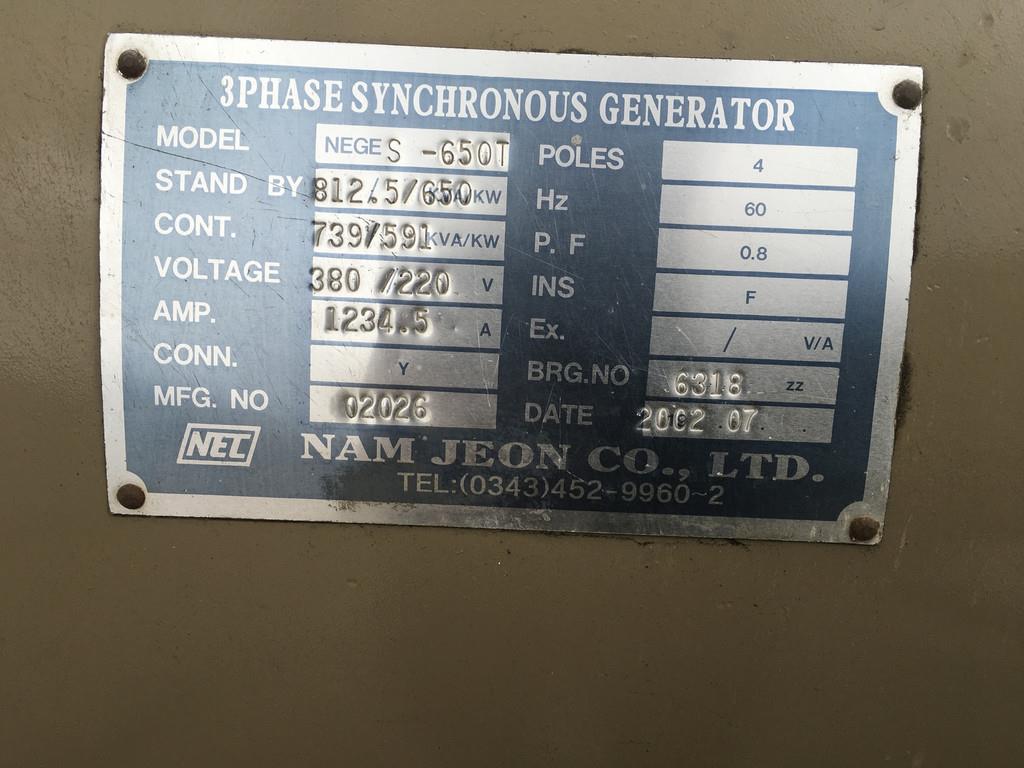 3PHASE SYNCHRONOUS GENERATOR
MODEL NEGE S -650T POLES 4
STAND BY 812.5/650 KW Hz 60
CONT. 739/591 KVA/KW P. F 0.8
VOLTAGE 380 /220 V INS F
AMP. 1234.5 A Ex. / V/A
CONN. Y BRG.NO 6318 ZZ
MFG. NO 02026 DATE 2002 07
NEC NAM JEON CO., LTD.
TEL:(0343)452-9960~2